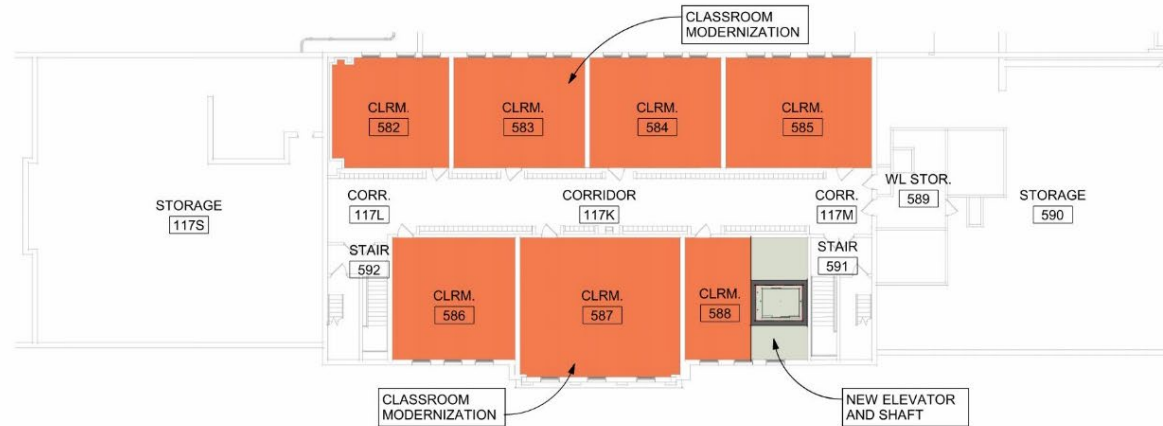 CLASSROOM
MODERNIZATION
CLRM.
582
CLRM.
583
CLRM.
584
CLRM.
585
STORAGE
117S
CORR.
117L
CORRIDOR
117K
CORR.
117M
WL STOR.
589
STORAGE
590
STAIR
592
CLRM.
586
CLRM.
587
CLRM.
588
STAIR
591
CLASSROOM
MODERNIZATION
NEW ELEVATOR
AND SHAFT